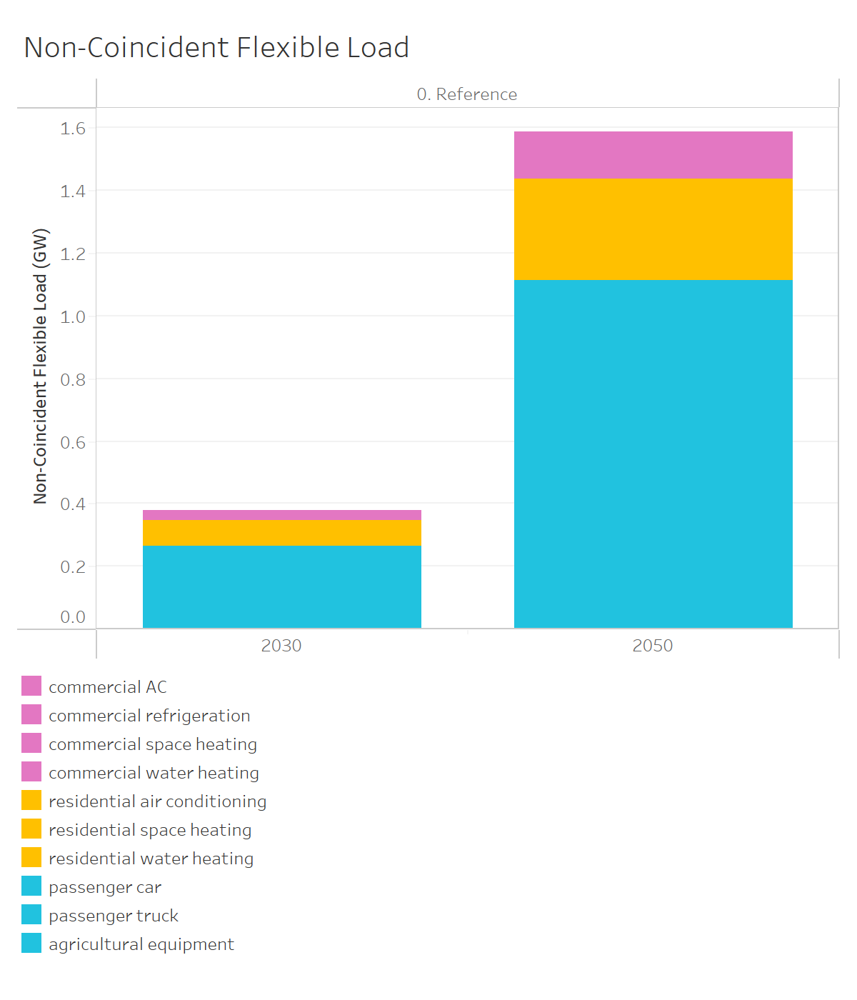 Non-Coincident Flexible Load
0. Reference
Non-Coincident Flexible Load (GW)
1.6
1.4
1.2
1.0
0.8
0.6
0.4
0.2
0.0
2030 2050
commercial AC
commercial refrigeration
commercial space heating
commercial water heating
residential air conditioning
residential space heating
residential water heating
passenger car
passenger truck
agricultural equipment